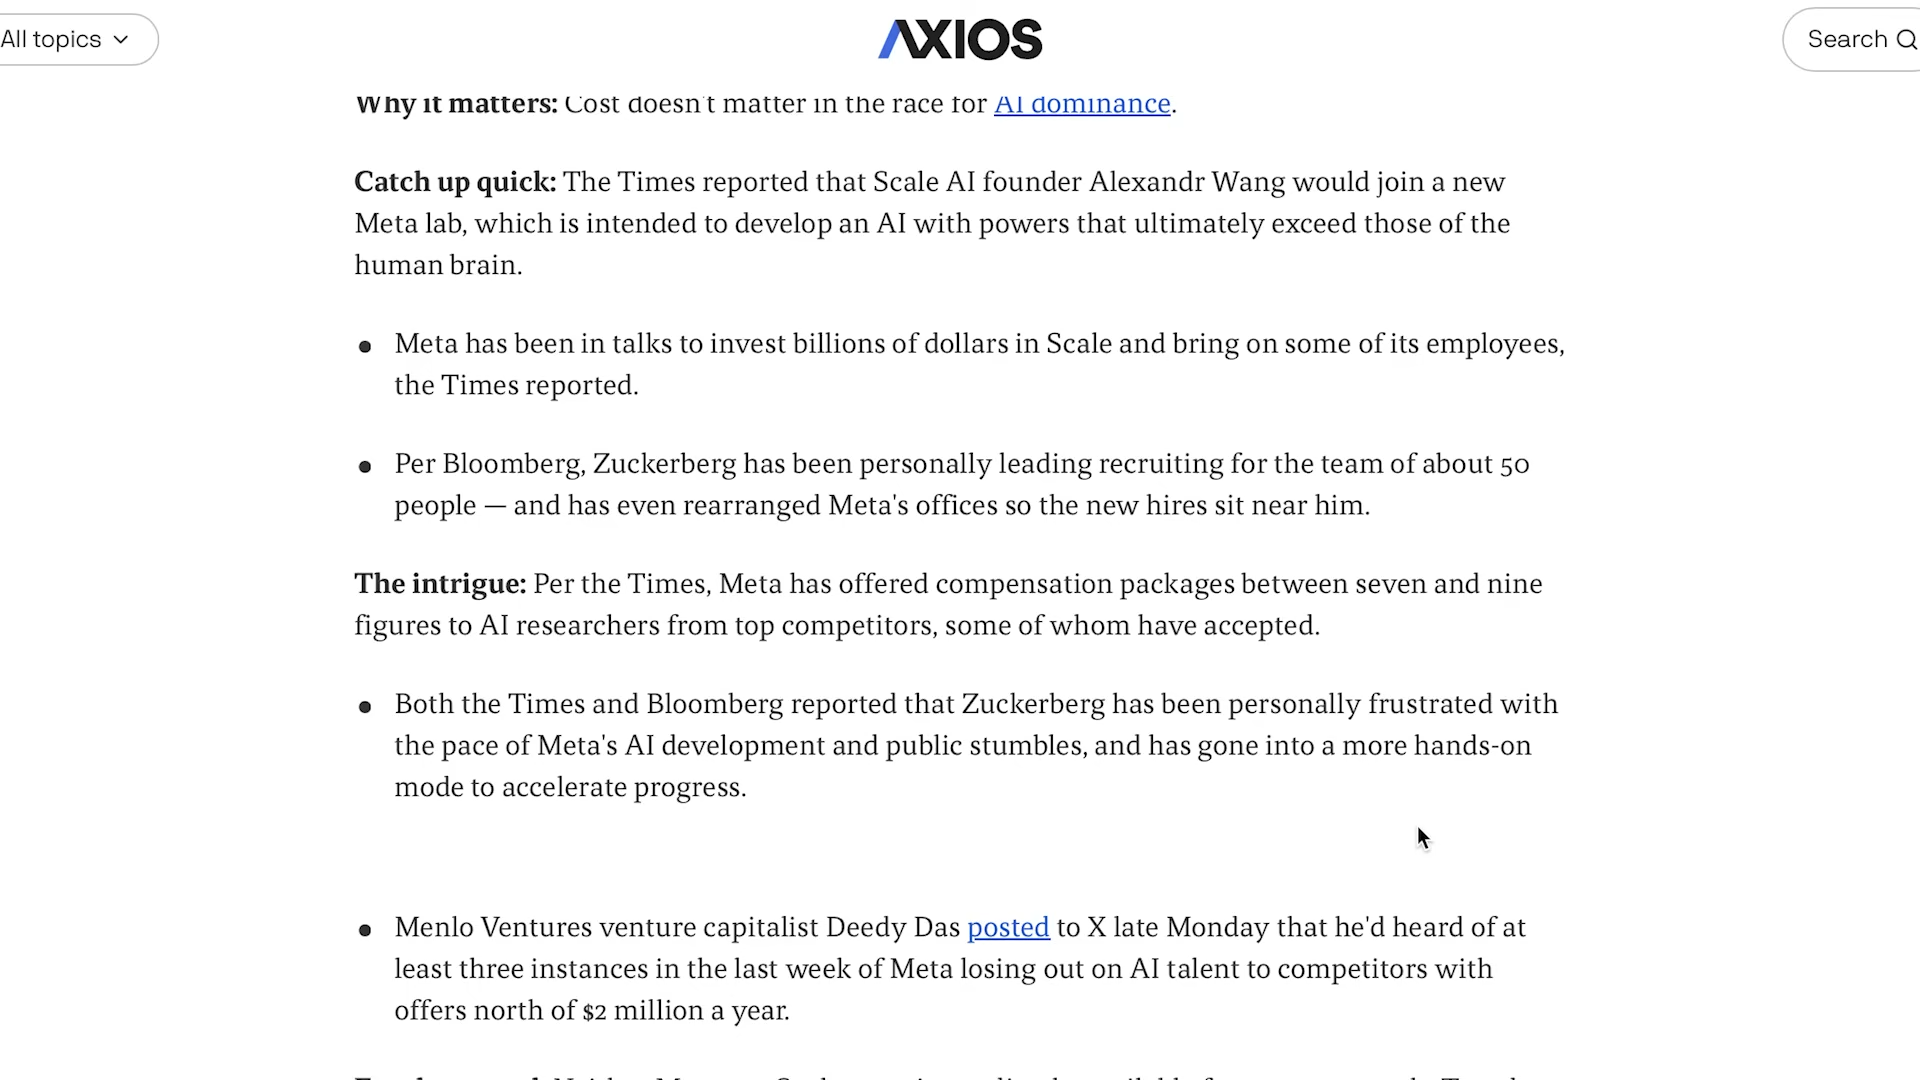 All topics
AXIOS
Search
Why it matters: Cost doesn't matter in the race for AI dominance.
Catch up quick: The Times reported that Scale AI founder Alexandr Wang would join a new
Meta lab, which is intended to develop an AI with powers that ultimately exceed those of the
human brain.
Meta has been in talks to invest billions of dollars in Scale and bring on some of its employees,
the Times reported.
Per Bloomberg, Zuckerberg has been personally leading recruiting for the team of about 50
people — and has even rearranged Meta's offices so the new hires sit near him.
The intrigue: Per the Times, Meta has offered compensation packages between seven and nine
figures to AI researchers from top competitors, some of whom have accepted.
Both the Times and Bloomberg reported that Zuckerberg has been personally frustrated with
the pace of Meta's AI development and public stumbles, and has gone into a more hands-on
mode to accelerate progress.
Menlo Ventures venture capitalist Deedy Das posted to X late Monday that he'd heard of at
least three instances in the last week of Meta losing out on AI talent to competitors with
offers north of $2 million a year.